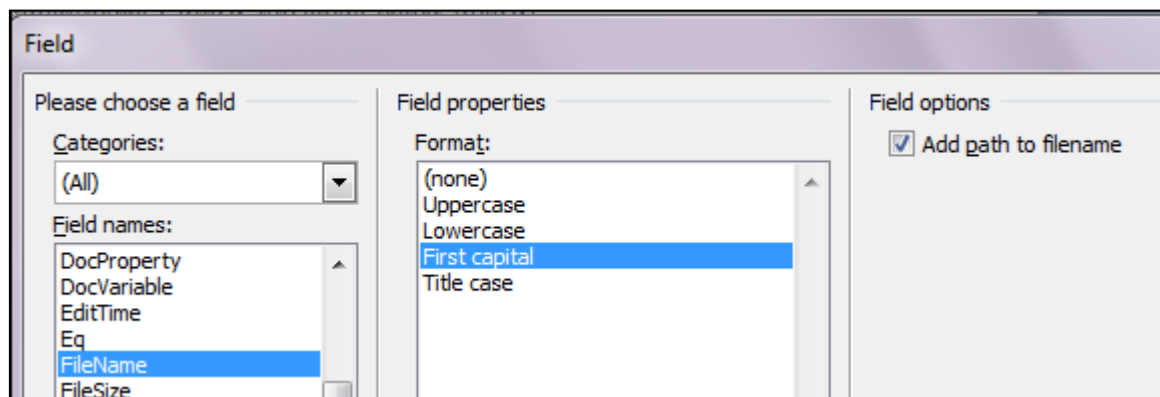 Field
Please choose a field
Categories:
(All)
Field names:
DocProperty
DocVariable
EditTime
Eq
FileName
FileSize
Field properties
Format:
(none)
Uppercase
Lowercase
First capital
Title case
Field options
Add path to filename